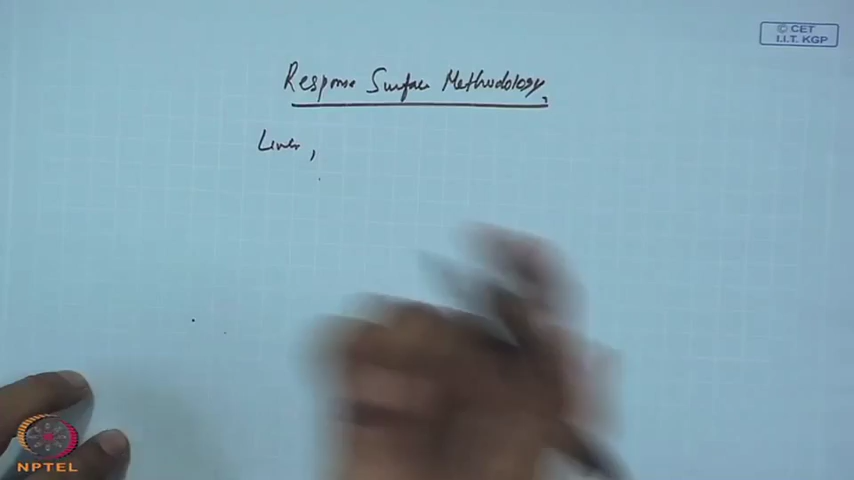 © CET
I.I.T. KGP
Response Surface Methodology
Linear,
NPTEL